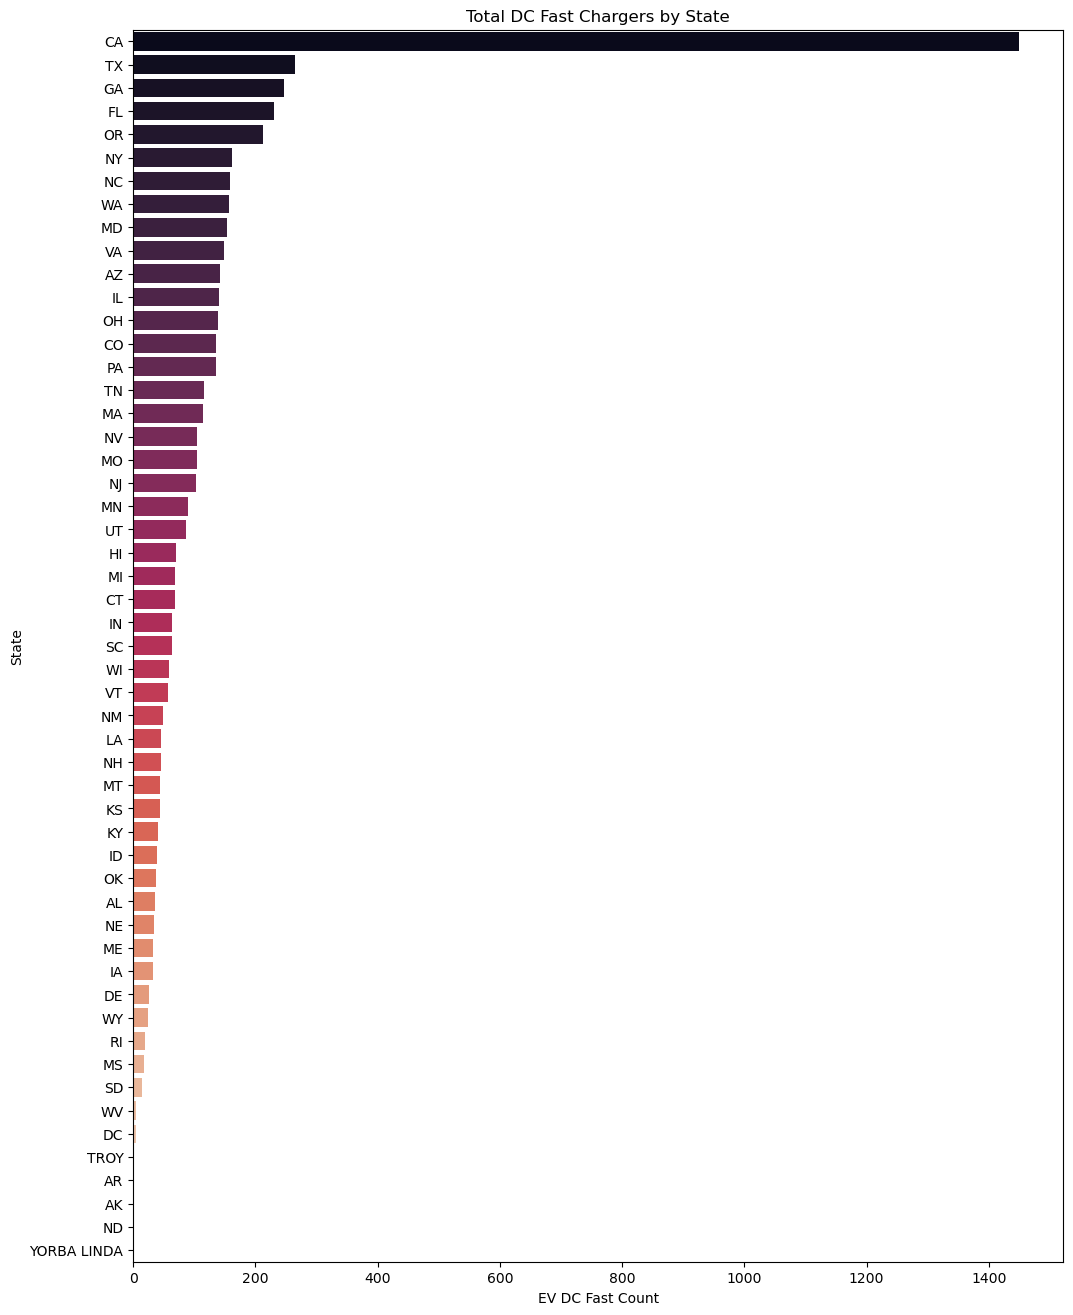 Total DC Fast Chargers by State
CA
TX
GA
FL
OR
NY
NC
WA
MD
VA
AZ
IL
OH
CO
PA
TN
MA
NV
MO
NJ
MN
UT
HI
MI
CT
IN
SC
WI
VT
NM
LA
NH
MT
KS
KY
ID
OK
AL
NE
ME
IA
DE
WY
RI
MS
SD
WV
DC
TROY
AR
AK
ND
YORBA LINDA
State
0 200 400 600 800 1000 1200 1400
EV DC Fast Count